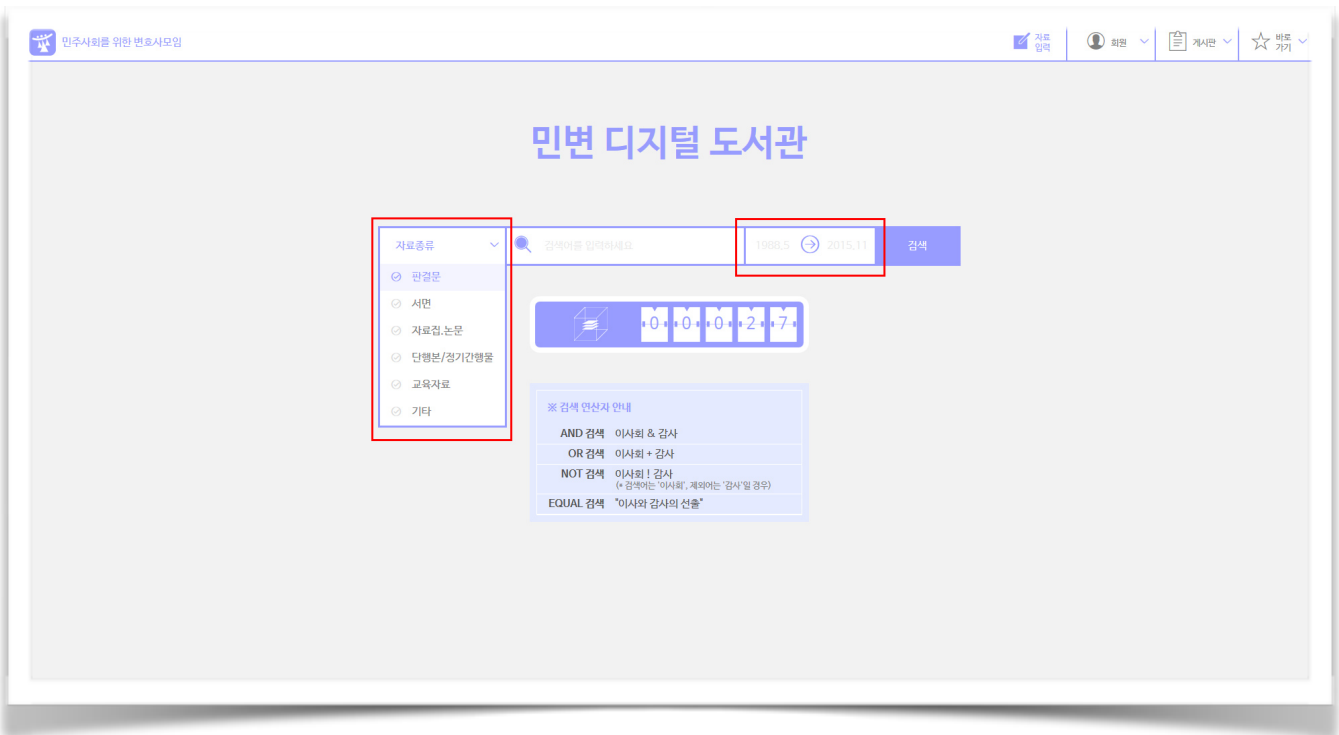 민주사회를 위한 변호사모임
자료
입력
회원
게시판
바로
가기
민변 디지털 도서관
자료종류
검색어를 입력하세요
1988.5
2015.11
검색
판결문
서면
자료집.논문
단행본/정기간행물
교육자료
기타
0 0 0 2 7
※ 검색 연산자 안내
AND 검색 이사회 & 감사
OR 검색 이사회 + 감사
NOT 검색 이사회 ! 감사
(* 검색어는 '이사회', 제외어는 '감사'일 경우)
EQUAL 검색 "이사와 감사의 선출"